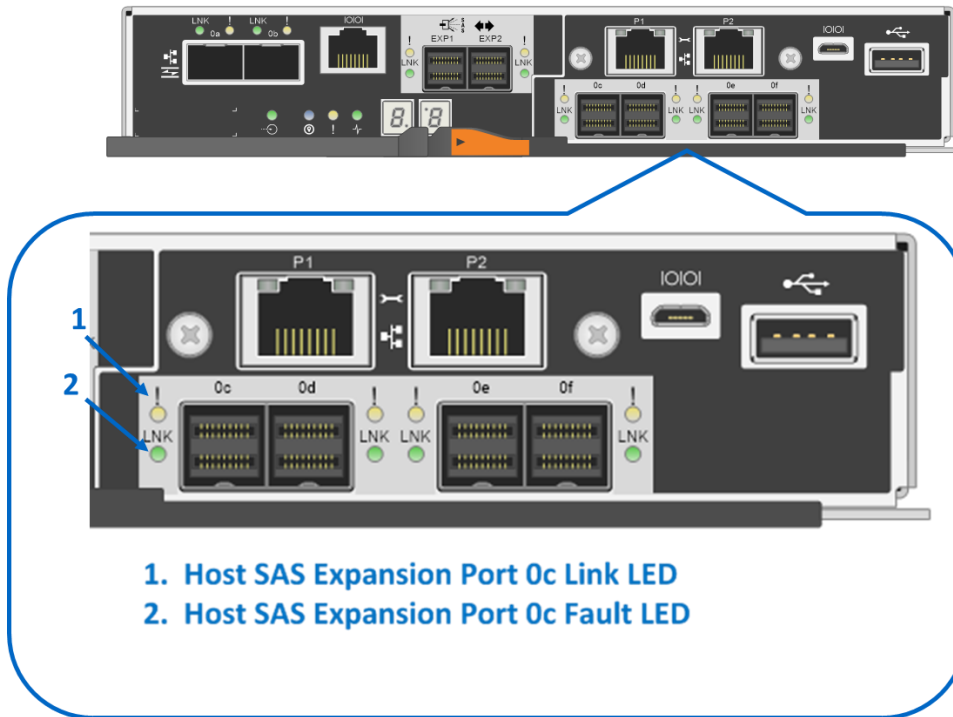 LNK ! LNK !
0a 0b
IOIOI
EXP1 EXP2
! !
LNK LNK
S
A
S
8. 8
!
P1 P2
IOIOI
0c 0d 0e 0f
! ! ! !
LNK LNK LNK LNK
P1 P2
IOIOI
1
2
! 0c 0d ! ! 0e 0f !
LNK LNK LNK LNK
1. Host SAS Expansion Port 0c Link LED
2. Host SAS Expansion Port 0c Fault LED